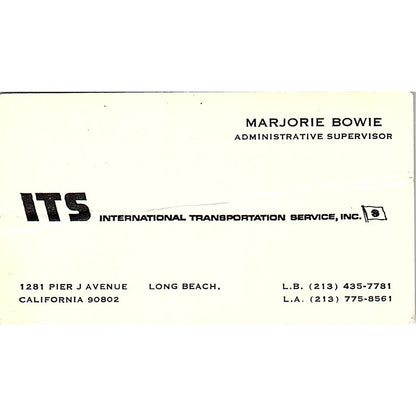 MARJORIE BOWIE
ADMINISTRATIVE SUPERVISOR
ITS INTERNATIONAL TRANSPORTATION SERVICE, INC.
1281 PIER J AVENUE LONG BEACH, L.B. (213) 435-7781
CALIFORNIA 90802 L.A. (213) 775-8561